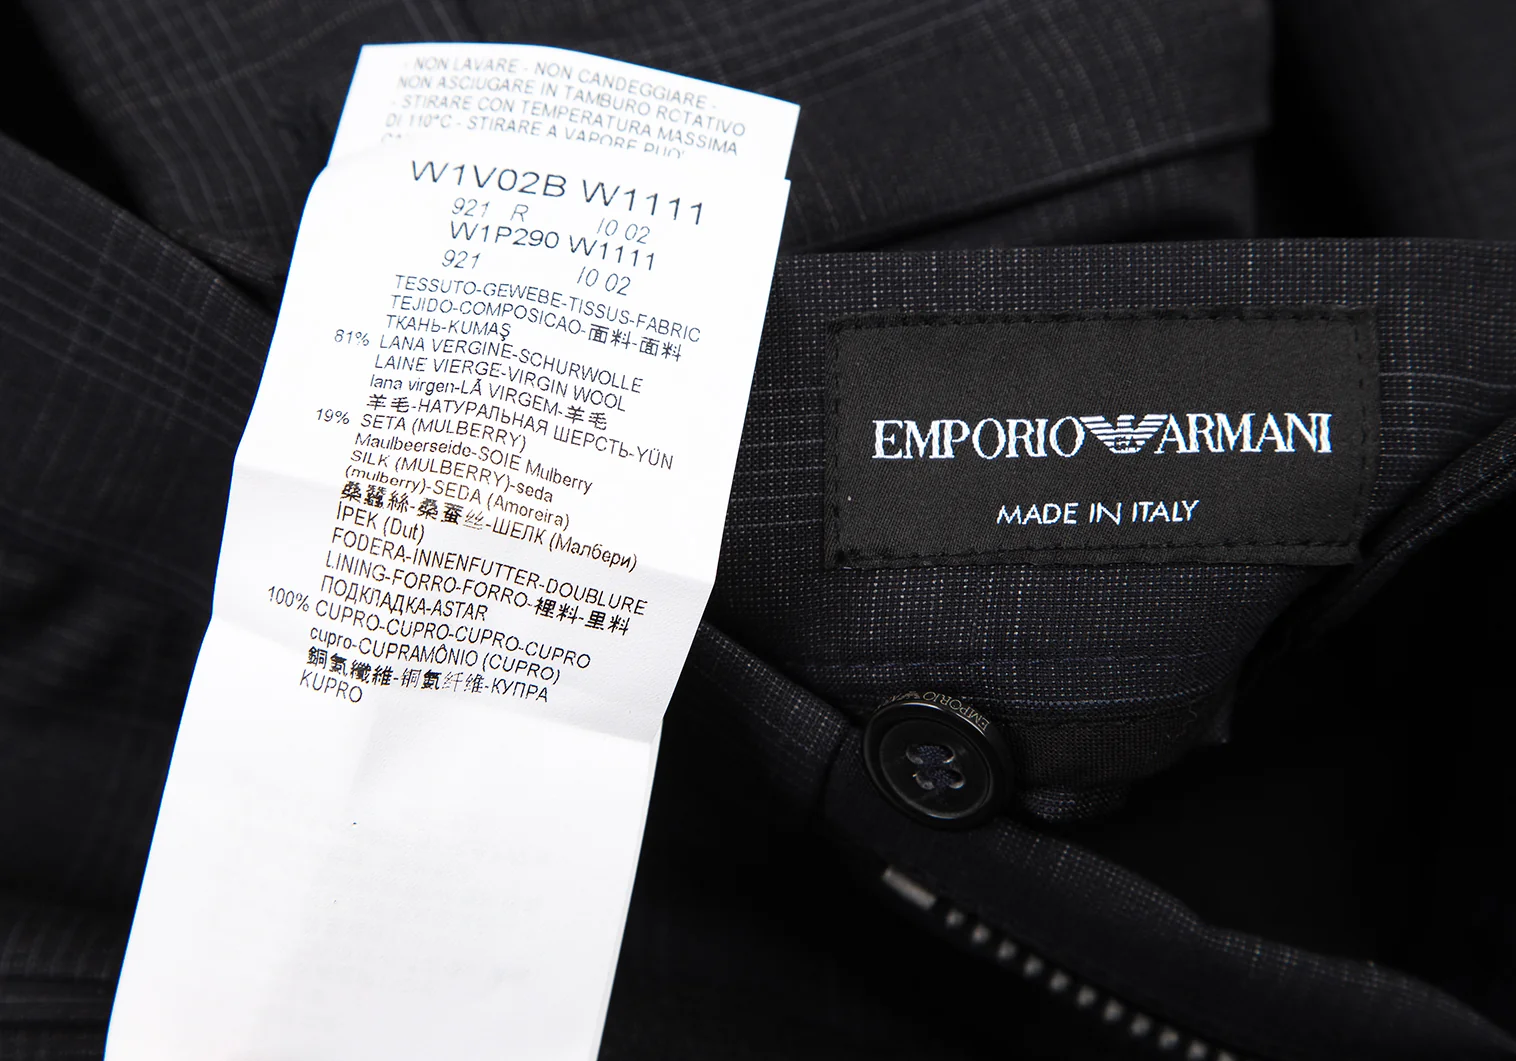 NON LAVARE - NON CANDEGGIARE -
NON ASCIUGARE IN TAMBURO ROTATIVO
- STIRARE CON TEMPERATURA MASSIMA
DI 110°C - STIRARE A VAPORE PUO'
W1V02B W1111
921 R 10 02
W1P290 W1111
921 10 02
TESSUTO-GEWEBE-TISSUS-FABRIC
TEJIDO-COMPOSICAO-面料-面料
ТКАНЬ-KUMAŞ
81% LANA VERGINE-SCHURWOLLE
LAINE VIERGE-VIRGIN WOOL
lana virgen-LÃ VIRGEM-羊毛
羊毛-НАТУРАЛЬНАЯ ШЕРСТЬ-YÜN
19% SETA (MULBERRY)
Maulbeerseide-SOIE Mulberry
SILK (MULBERRY)-seda
(mulberry)-SEDA (Amoreira)
桑蠶絲-桑蚕丝-ШЕЛК (Малбери)
İPEK (Dut)
FODERA-INNENFUTTER-DOUBLURE
LINING-FORRO-FORRO-裡料-里料
ПОДКЛАДКА-ASTAR
100% CUPRO-CUPRO-CUPRO-CUPRO
cupro-CUPRAMÔNIO (CUPRO)
銅氨纖維-铜氨纤维-КУПРА
KUPRO
EMPORIO ARMANI
MADE IN ITALY
EMPORIO